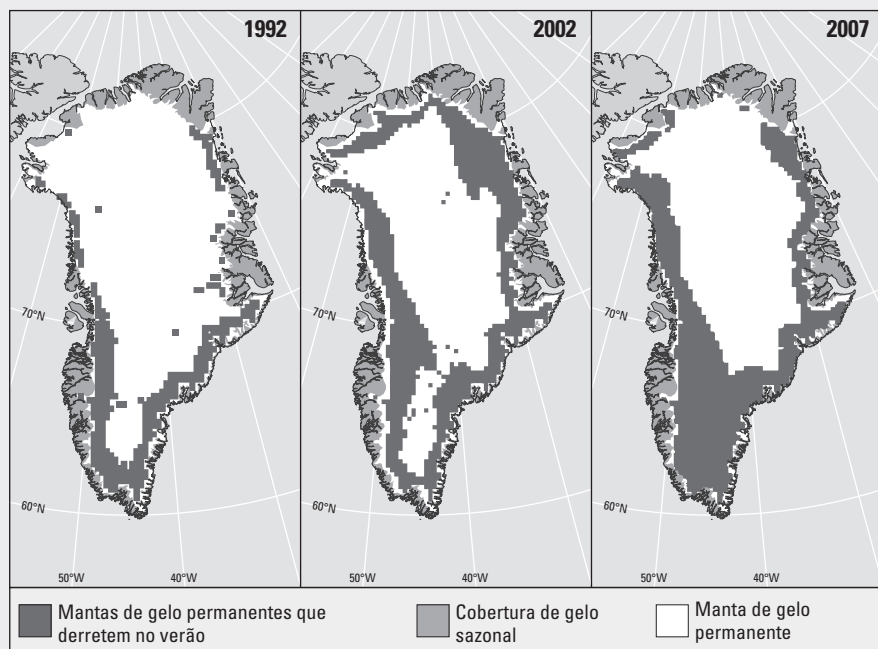 1992
2002
2007
70°N
70°N
70°N
60°N
60°N
60°N
50°W
40°W
50°W
40°W
50°W
40°W
Mantas de gelo permanentes que
derretem no verão
Cobertura de gelo
sazonal
Manta de gelo
permanente